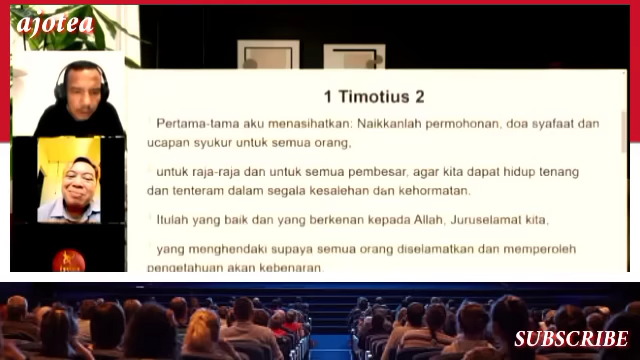 ajotea
1 Timotius 2
Pertama-tama aku menasihatkan: Naikkanlah permohonan, doa syafaat dan
ucapan syukur untuk semua orang,
untuk raja-raja dan untuk semua pembesar, agar kita dapat hidup tenang
dan tenteram dalam segala kesalehan dan kehormatan.
Itulah yang baik dan yang berkenan kepada Allah, Juruselamat kita,
yang menghendaki supaya semua orang diselamatkan dan memperoleh
pengetahuan akan kebenaran.
SUBSCRIBE